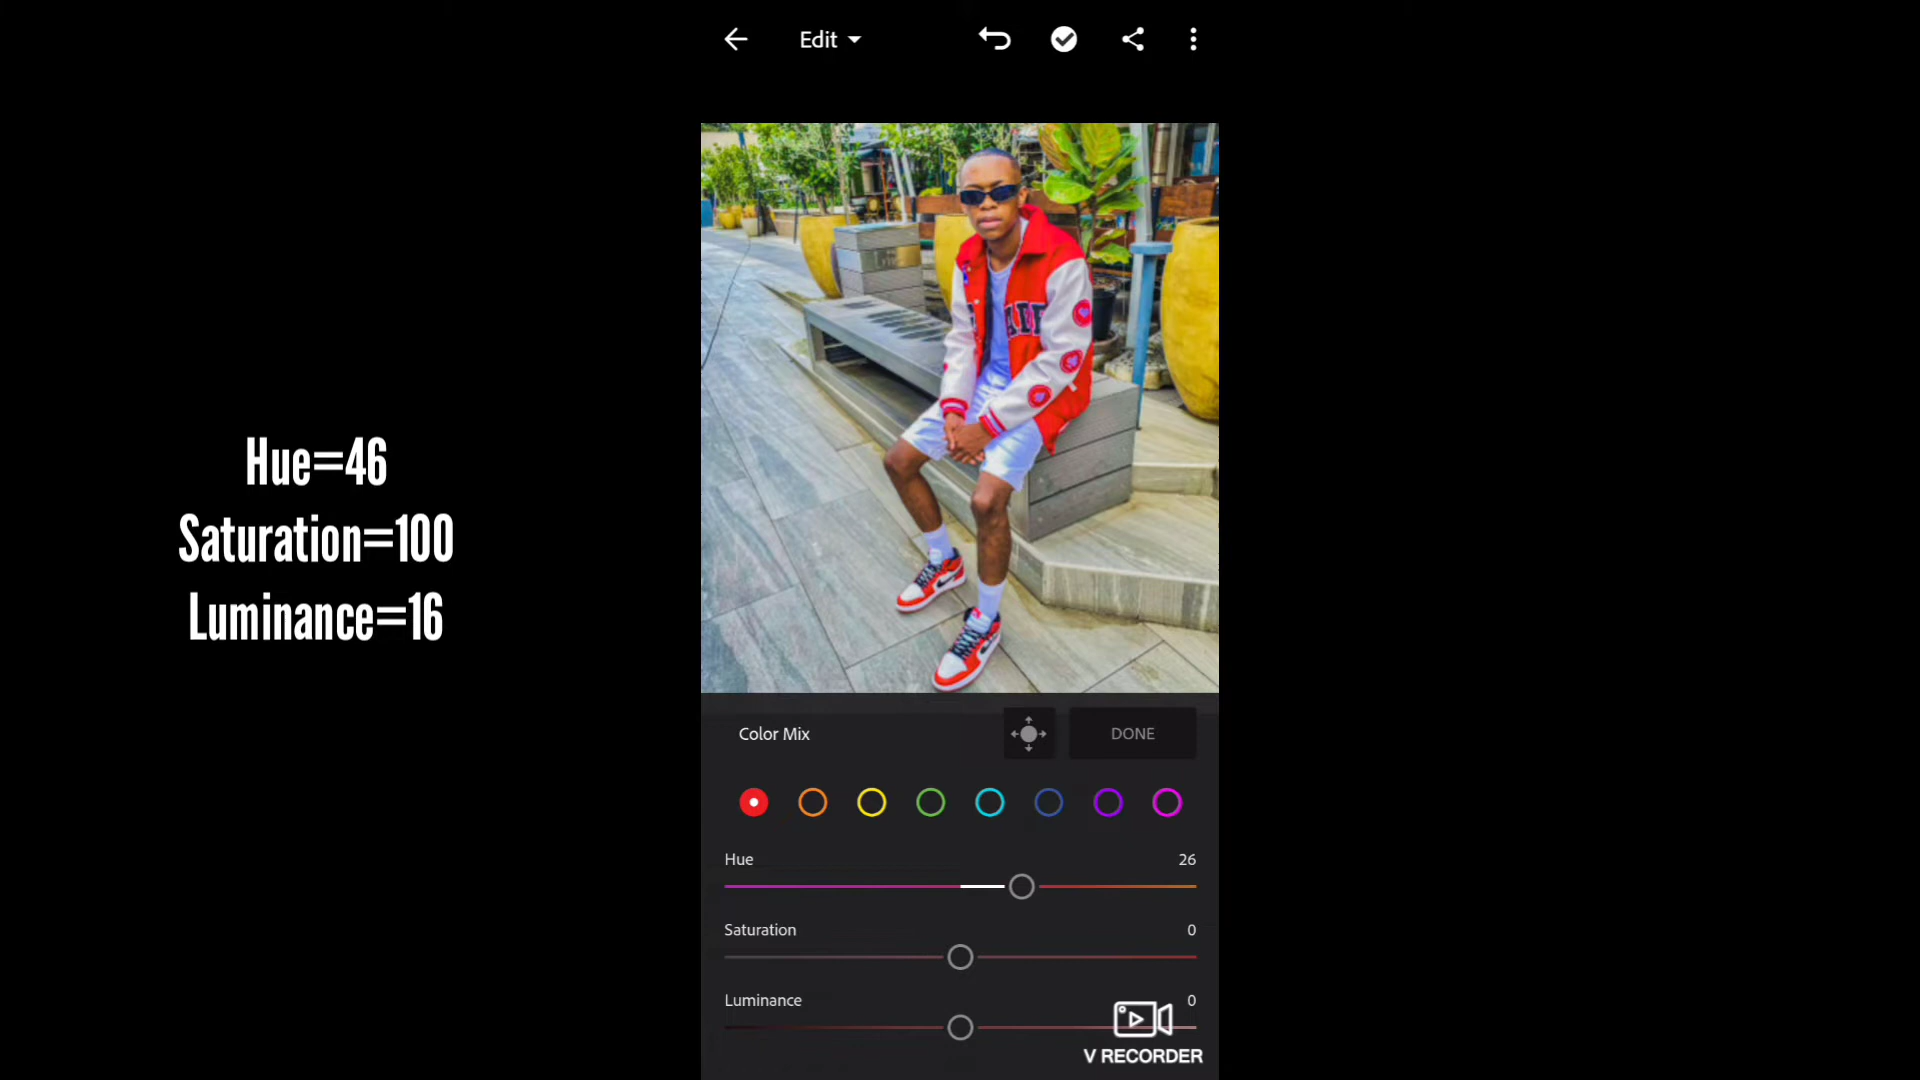 Edit
Hue=46
Saturation=100
Luminance=16
Color Mix
DONE
Hue 26
Saturation 0
Luminance 0
V RECORDER